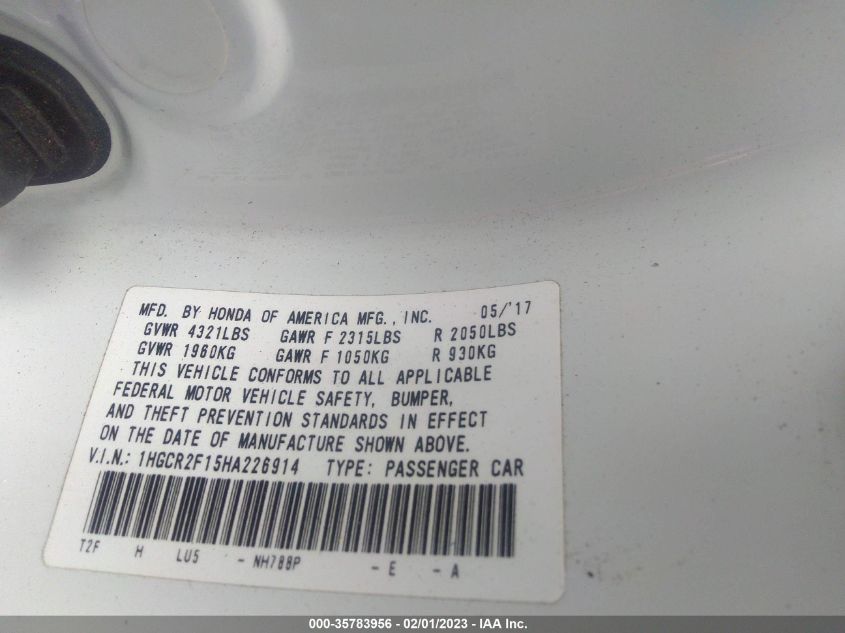 MFD. BY HONDA OF AMERICA MFG., INC. 05/'17
GVWR 4321LBS GAWR F 2315LBS R 2050LBS
GVWR 1960KG GAWR F 1050KG R 930KG
THIS VEHICLE CONFORMS TO ALL APPLICABLE
FEDERAL MOTOR VEHICLE SAFETY, BUMPER,
AND THEFT PREVENTION STANDARDS IN EFFECT
ON THE DATE OF MANUFACTURE SHOWN ABOVE.
V.I.N.: 1HGCR2F15HA226914 TYPE: PASSENGER CAR
T2F H LU5 - NH788P - E - A
000-35783956 - 02/01/2023 - IAA Inc.